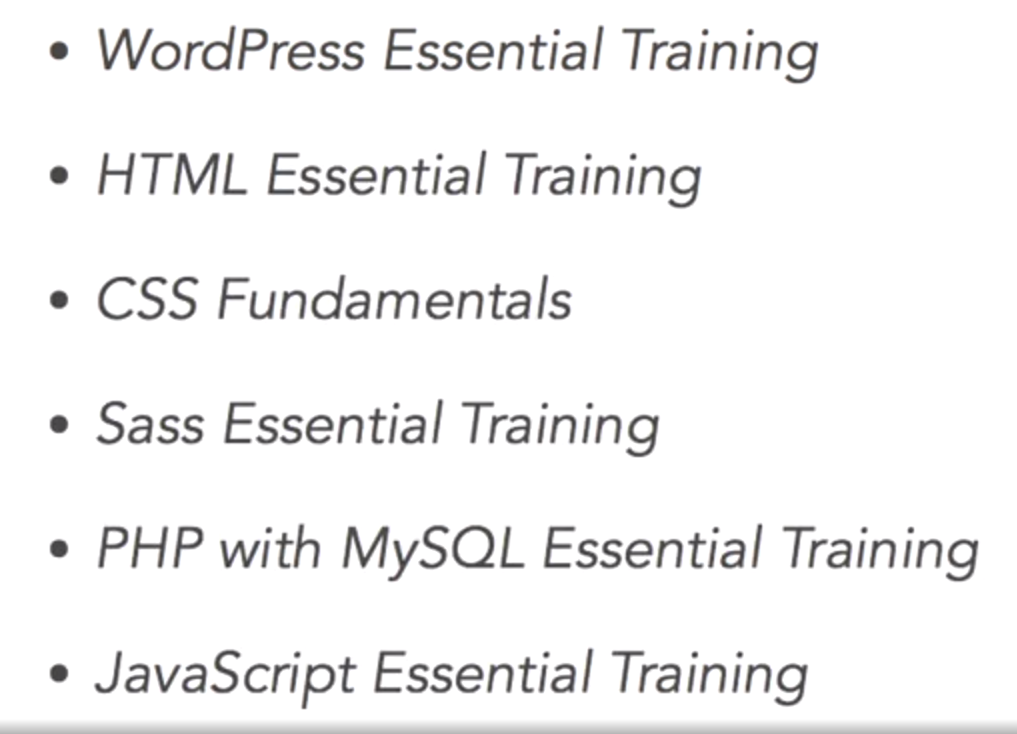 • WordPress Essential Training
• HTML Essential Training
• CSS Fundamentals
• Sass Essential Training
• PHP with MySQL Essential Training
• JavaScript Essential Training